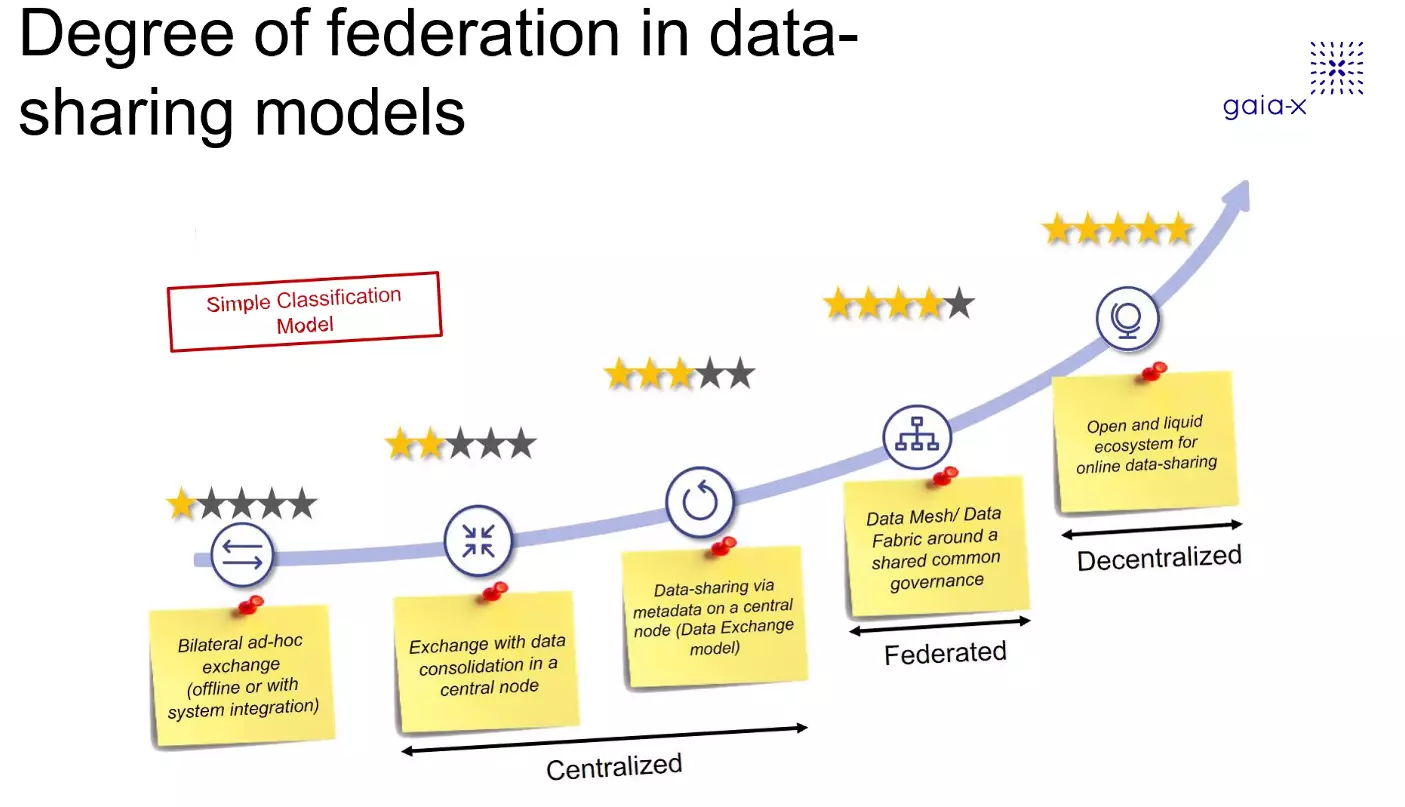 Degree of federation in data-
sharing models
gaia-x
Simple Classification
Model
Bilateral ad-hoc
exchange
(offline or with
system integration)
Exchange with data
consolidation in a
central node
Data-sharing via
metadata on a central
node (Data Exchange
model)
Data Mesh/ Data
Fabric around a
shared common
governance
Open and liquid
ecosystem for
online data-sharing
Centralized
Federated
Decentralized